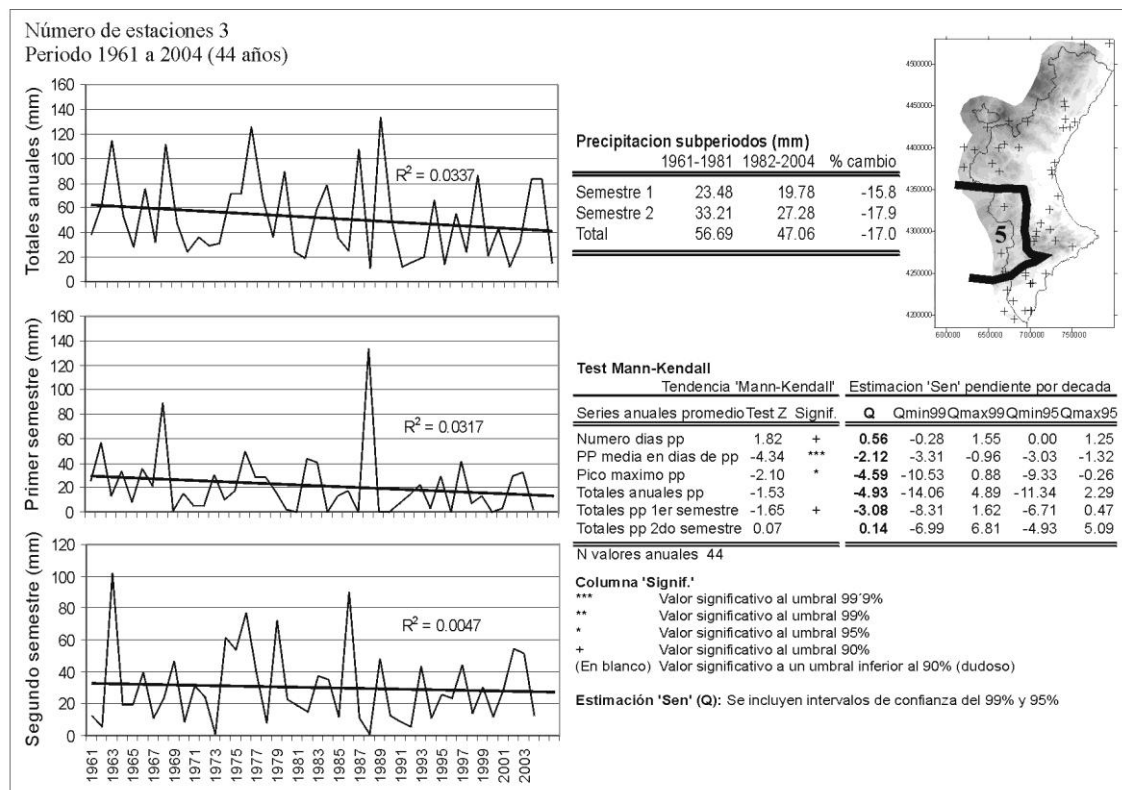 Número de estaciones 3
Periodo 1961 a 2004 (44 años)
Totales anuales (mm)
160
140
120
100
80
60
40
20
0
R² = 0.0337
Primer semestre (mm)
160
140
120
100
80
60
40
20
0
R² = 0.0317
Segundo semestre (mm)
120
100
80
60
40
20
0
R² = 0.0047
1961 1963 1965 1967 1969 1971 1973 1975 1977 1979 1981 1983 1985 1987 1989 1991 1993 1995 1997 1999 2001 2003
Precipitacion subperiodos (mm)
1961-1981 1982-2004 % cambio
Semestre 1 23.48 19.78 -15.8
Semestre 2 33.21 27.28 -17.9
Total 56.69 47.06 -17.0
4500000
4450000
4400000
4350000
4300000
4250000
4200000
5
600000 650000 700000 750000
Test Mann-Kendall
Tendencia 'Mann-Kendall' Estimacion 'Sen' pendiente por decada
Series anuales promedio Test Z Signif. Q Qmin99 Qmax99 Qmin95 Qmax95
Numero dias pp 1.82 + 0.56 -0.28 1.55 0.00 1.25
PP media en dias de pp -4.34 *** -2.12 -3.31 -0.96 -3.03 -1.32
Pico maximo pp -2.10 * -4.59 -10.53 0.88 -9.33 -0.26
Totales anuales pp -1.53 -4.93 -14.06 4.89 -11.34 2.29
Totales pp 1er semestre -1.65 + -3.08 -8.31 1.62 -6.71 0.47
Totales pp 2do semestre 0.07 0.14 -6.99 6.81 -4.93 5.09
N valores anuales 44
Columna 'Signif.'
*** Valor significativo al umbral 99´9%
** Valor significativo al umbral 99%
* Valor significativo al umbral 95%
+ Valor significativo al umbral 90%
(En blanco) Valor significativo a un umbral inferior al 90% (dudoso)
Estimación 'Sen' (Q): Se incluyen intervalos de confianza del 99% y 95%